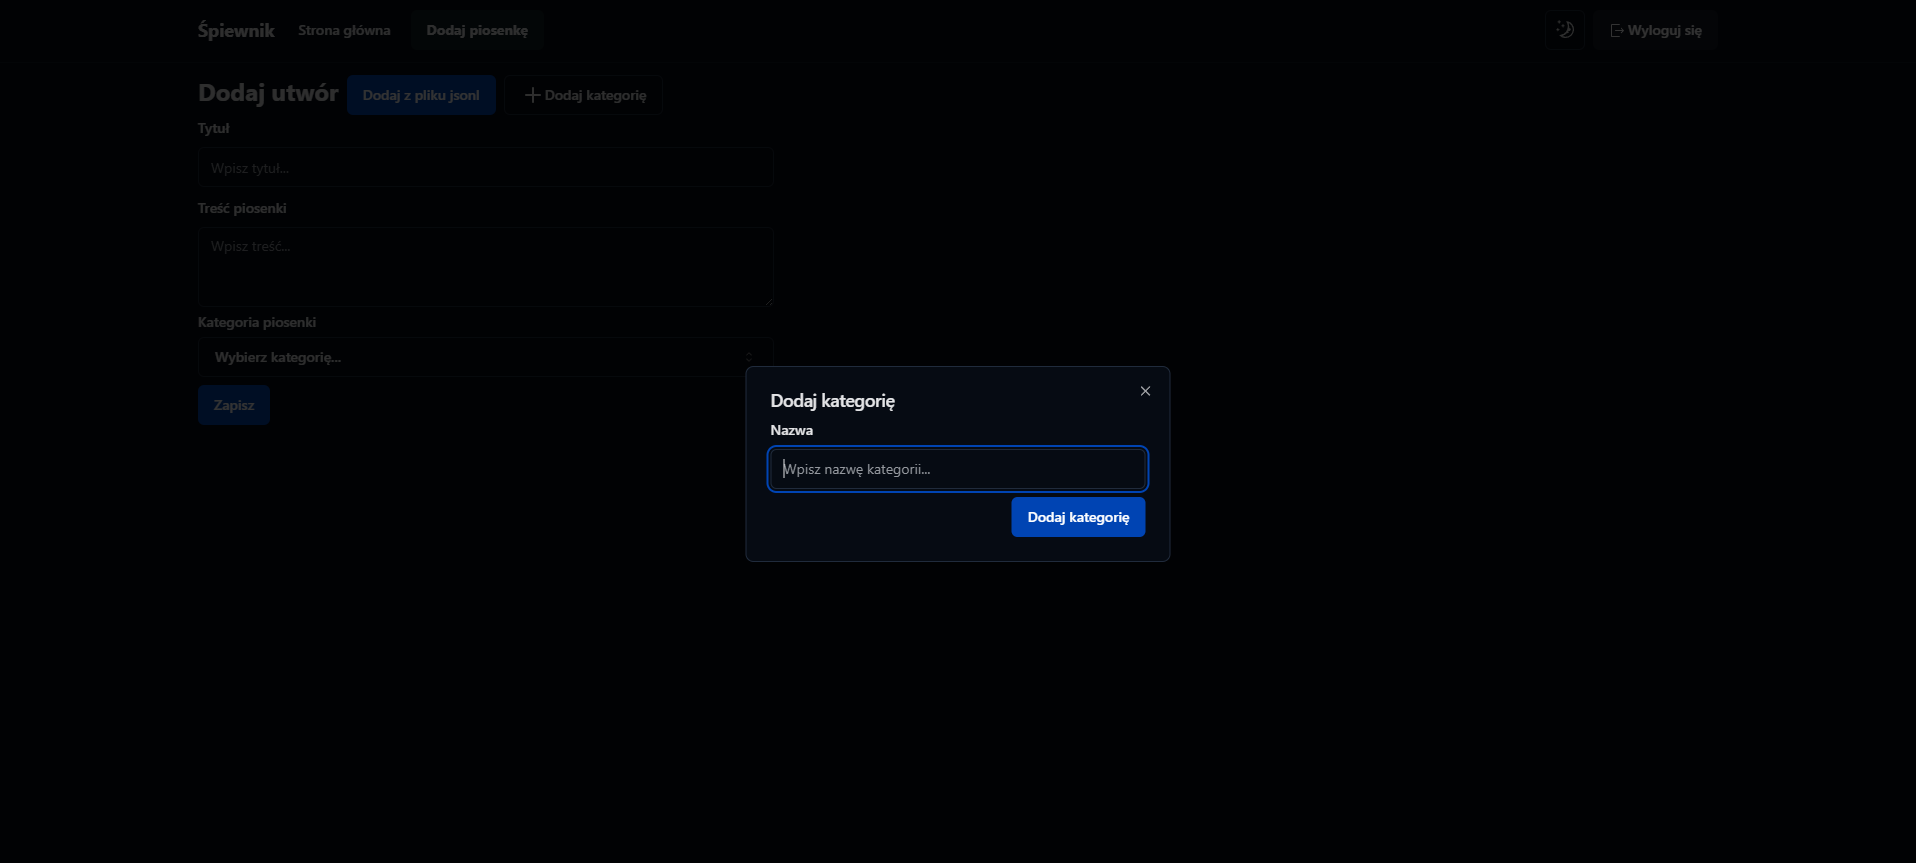 Śpiewnik Strona główna Dodaj piosenkę Wyloguj się
Dodaj utwór Dodaj z pliku jsonl Dodaj kategorię
Tytuł
Wpisz tytuł...
Treść piosenki
Wpisz treść...
Kategoria piosenki
Wybierz kategorię...
Zapisz
Dodaj kategorię
Nazwa
Wpisz nazwę kategorii...
Dodaj kategorię